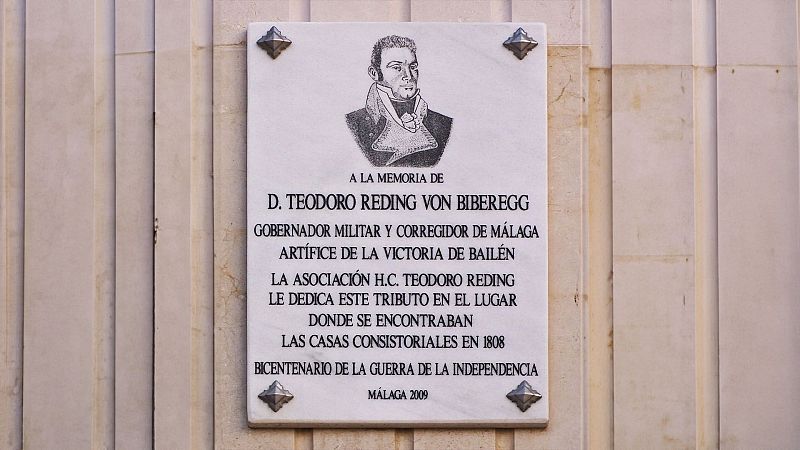 A LA MEMORIA DE
D. TEODORO REDING VON BIBEREGG
GOBERNADOR MILITAR Y CORREGIDOR DE MÁLAGA
ARTÍFICE DE LA VICTORIA DE BAILÉN
LA ASOCIACIÓN H.C. TEODORO REDING
LE DEDICA ESTE TRIBUTO EN EL LUGAR
DONDE SE ENCONTRABAN
LAS CASAS CONSISTORIALES EN 1808
BICENTENARIO DE LA GUERRA DE LA INDEPENDENCIA
MÁLAGA 2009